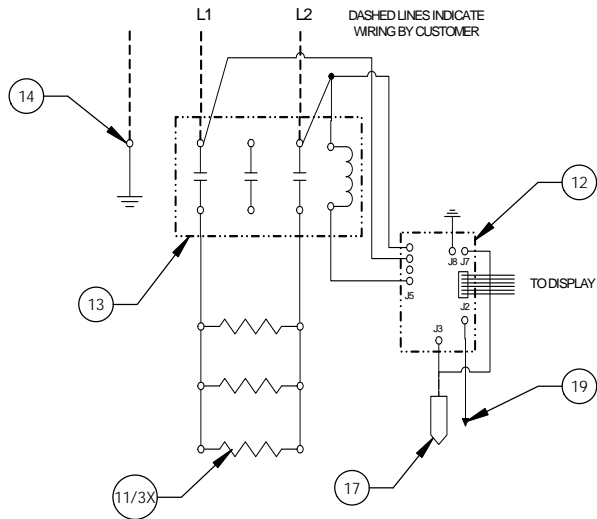 L1
L2
DASHED LINES INDICATE
WIRING BY CUSTOMER
14
12
J8 J7
J5
TO DISPLAY
J2
13
J3
19
17
11/3X